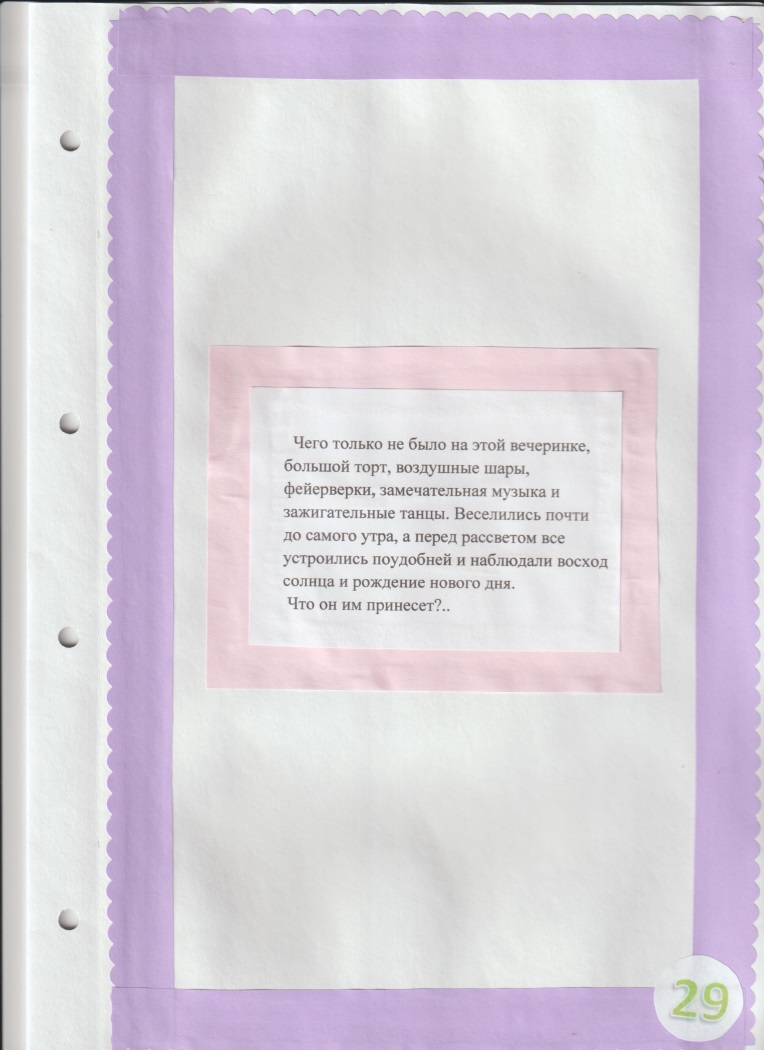 Чего только не было на этой вечеринке,
большой торт, воздушные шары,
фейерверки, замечательная музыка и
зажигательные танцы. Веселились почти
до самого утра, а перед рассветом все
устроились поудобней и наблюдали восход
солнца и рождение нового дня.
Что он им принесет?..
29